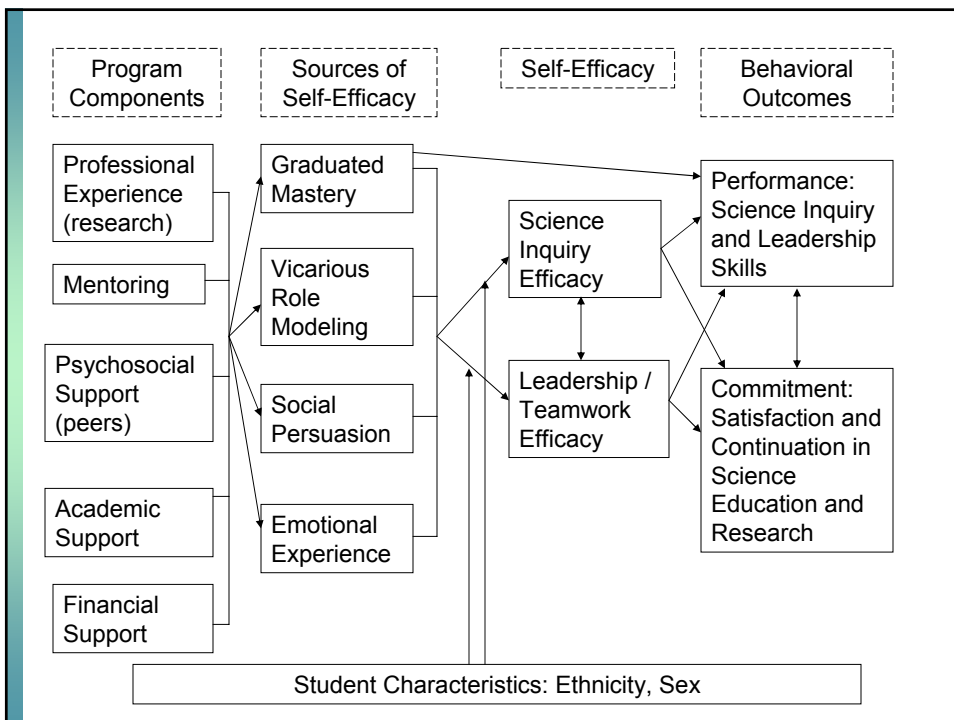 Program
Components
Sources of
Self-Efficacy
Self-Efficacy
Behavioral
Outcomes
Professional
Experience
(research)
Mentoring
Psychosocial
Support
(peers)
Academic
Support
Financial
Support
Graduated
Mastery
Vicarious
Role
Modeling
Social
Persuasion
Emotional
Experience
Science
Inquiry
Efficacy
Leadership /
Teamwork
Efficacy
Performance:
Science Inquiry
and Leadership
Skills
Commitment:
Satisfaction and
Continuation in
Science
Education and
Research
Student Characteristics: Ethnicity, Sex